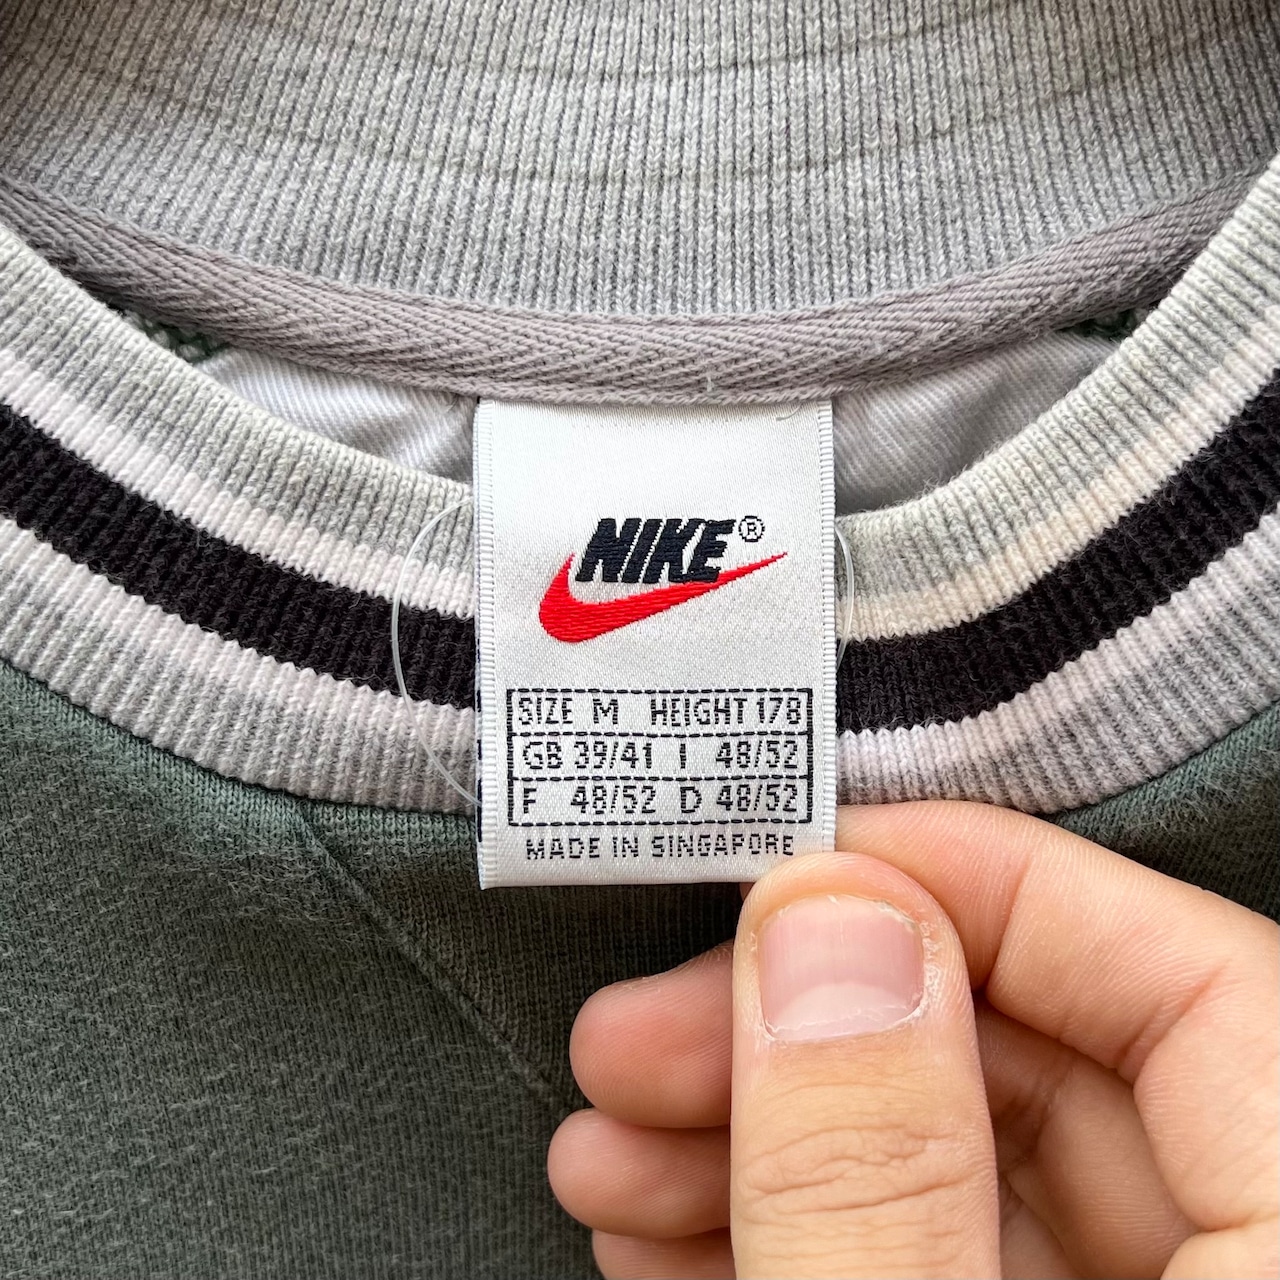 NIKE®
SIZE M HEIGHT 178
GB 39/41 I 48/52
F 48/52 D 48/52
MADE IN SINGAPORE